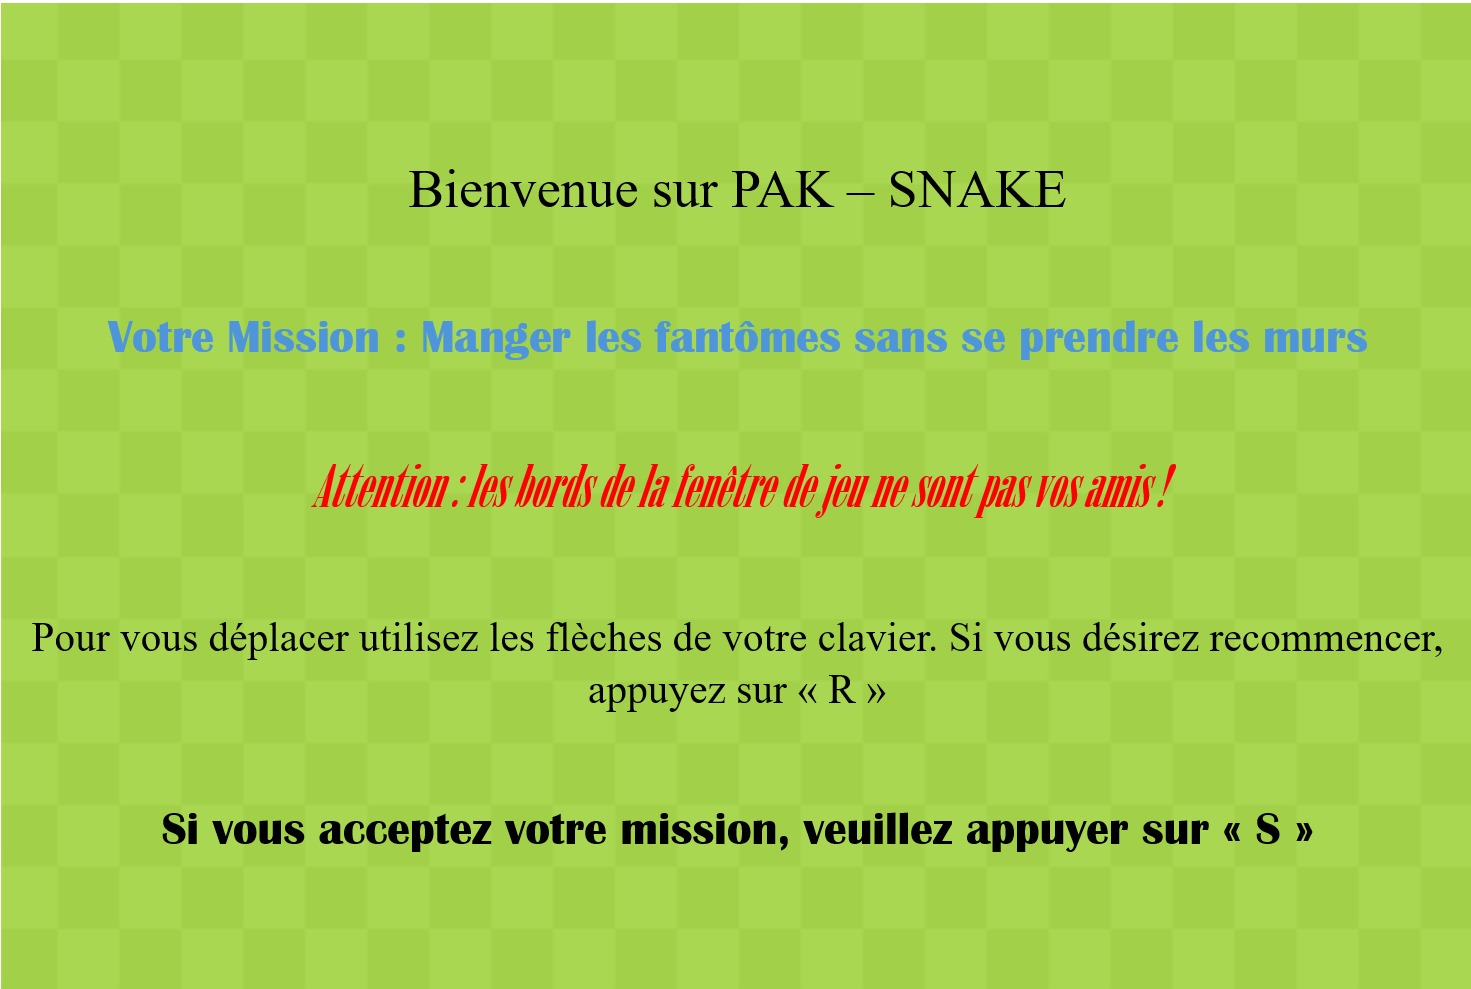 Bienvenue sur PAK – SNAKE
Votre Mission : Manger les fantômes sans se prendre les murs
Attention : les bords de la fenêtre de jeu ne sont pas vos amis !
Pour vous déplacer utilisez les flèches de votre clavier. Si vous désirez recommencer,
appuyez sur « R »
Si vous acceptez votre mission, veuillez appuyer sur « S »